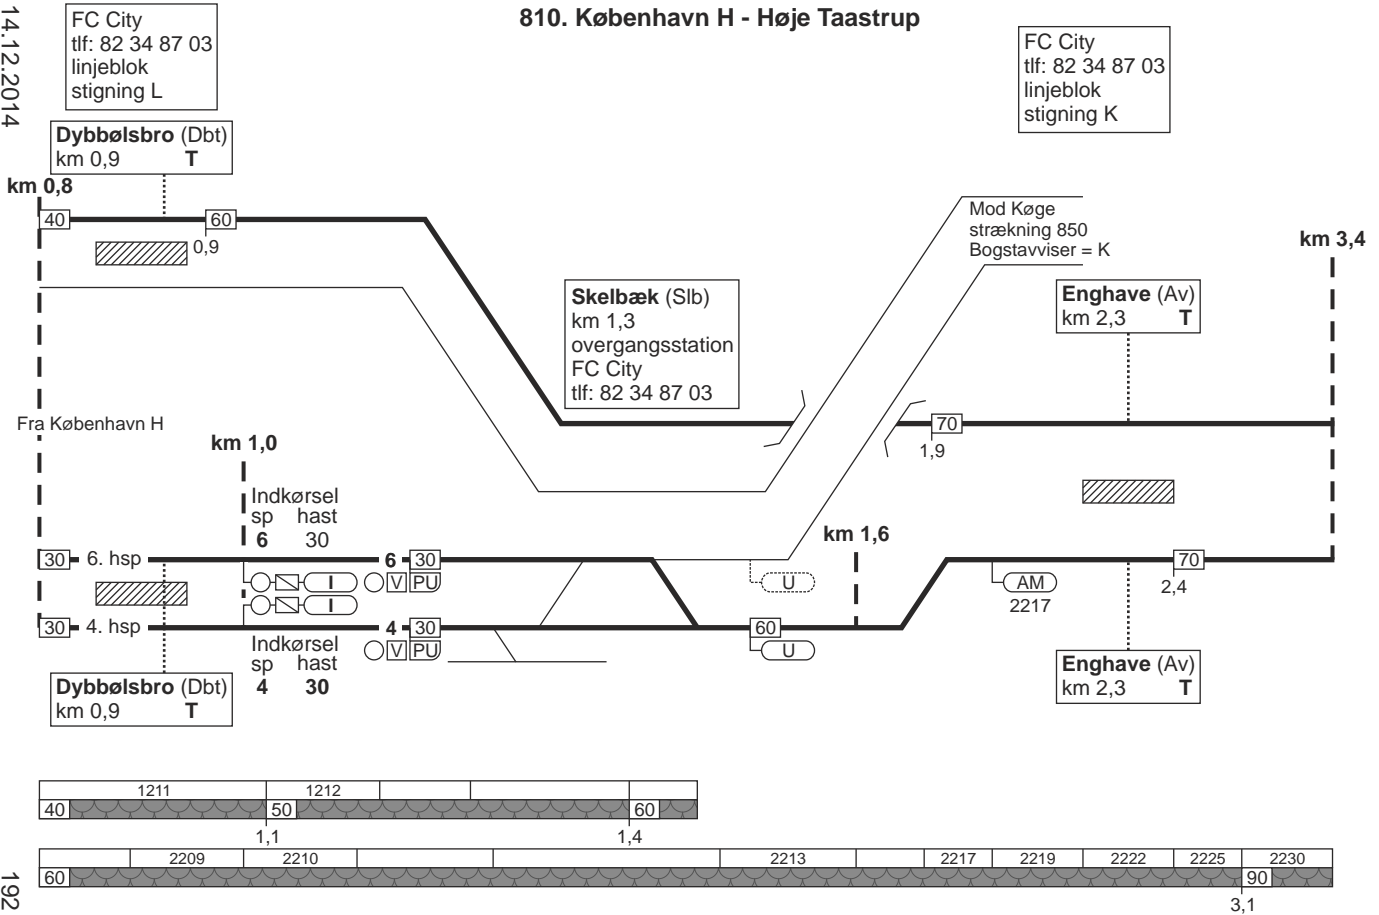 14.12.2014
810. København H - Høje Taastrup
FC City
tlf: 82 34 87 03
linjeblok
stigning L
FC City
tlf: 82 34 87 03
linjeblok
stigning K
Dybbølsbro (Dbt)
km 0,9 T
km 0,8
40
60
0,9
Mod Køge
strækning 850
Bogstavviser = K
km 3,4
Skelbæk (Slb)
km 1,3
overgangsstation
FC City
tlf: 82 34 87 03
Enghave (Av)
km 2,3 T
Fra København H
70
1,9
km 1,0
Indkørsel
sp hast
6 30
km 1,6
30 6. hsp
6 30
70
I
V PU
U
AM
2217
2,4
I
30 4. hsp
4 30
60
V PU
U
Indkørsel
sp hast
4 30
Dybbølsbro (Dbt)
km 0,9 T
Enghave (Av)
km 2,3 T
1211 1212
40 50 60
1,1 1,4
2209 2210 2213 2217 2219 2222 2225 2230
60 90
3,1
192